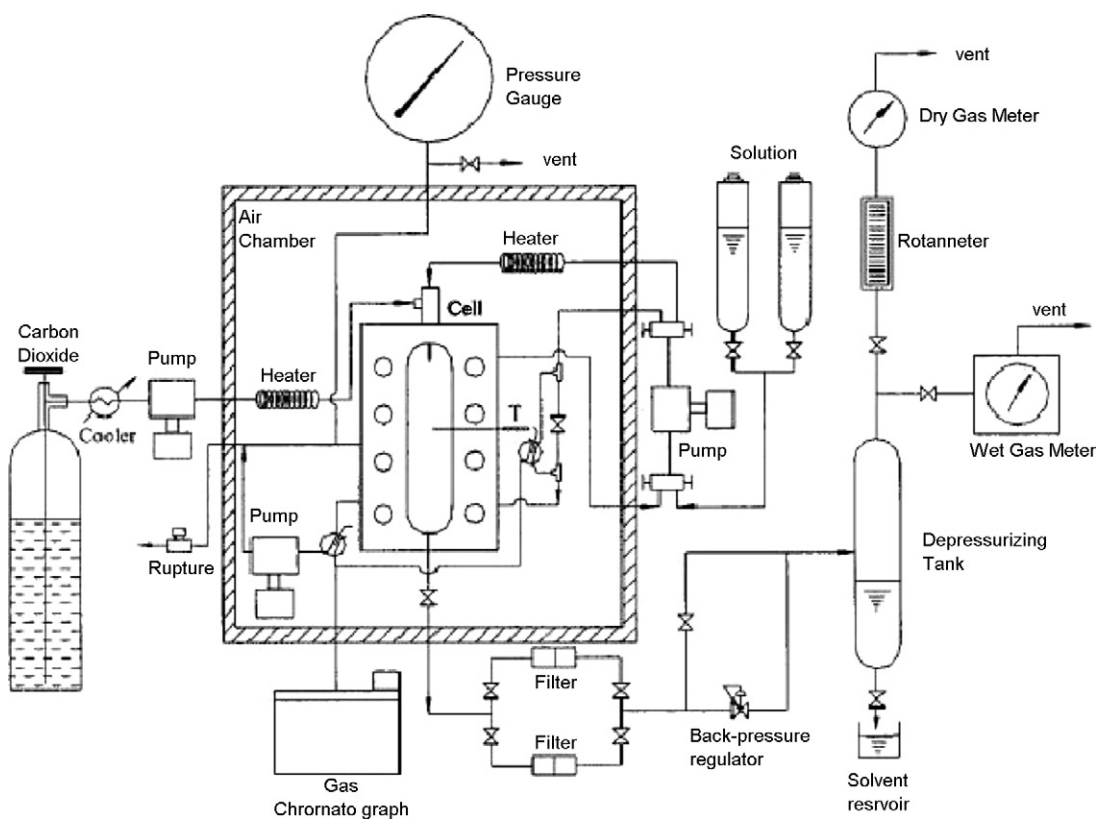 Pressure
Gauge
vent
vent
Dry Gas Meter
Solution
Air
Chamber
Heater
Rotanneter
Cell
vent
Carbon
Dioxide
Pump
Heater
T
Cooler
Pump
Wet Gas Meter
Pump
Rupture
Depressurizing
Tank
Filter
Filter
Back-pressure
regulator
Gas
Chrornato graph
Solvent
resrvoir